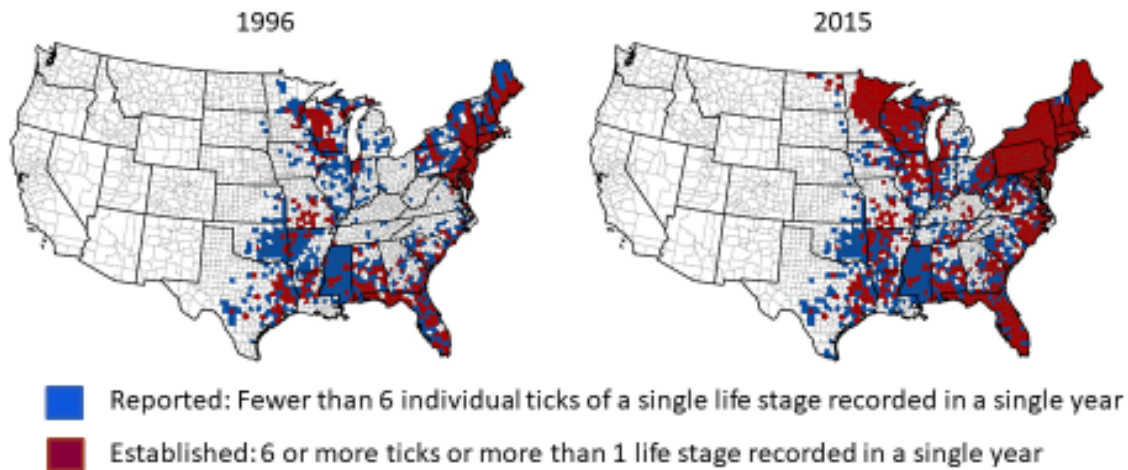 1996
2015
Reported: Fewer than 6 individual ticks of a single life stage recorded in a single year
Established: 6 or more ticks or more than 1 life stage recorded in a single year